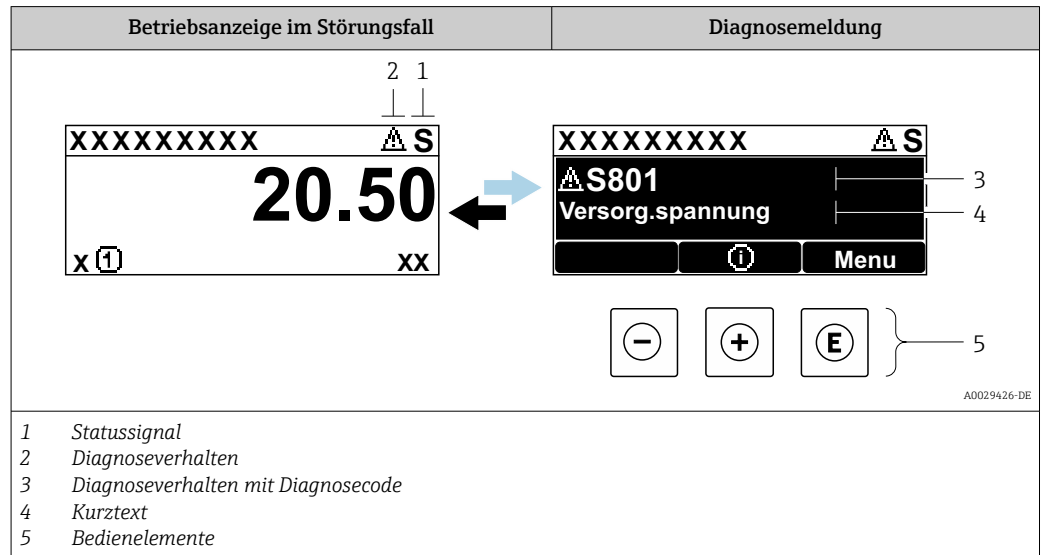 Betriebsanzeige im Störungsfall
Diagnosemeldung
2 1
XXXXXXXXX ⚠ S
20.50
X ① XX
XXXXXXXXX ⚠ S
⚠S801
Versorg.spannung
ⓘ Menu
3
4
− + E
5
A0029426-DE
1 Statussignal
2 Diagnoseverhalten
3 Diagnoseverhalten mit Diagnosecode
4 Kurztext
5 Bedienelemente